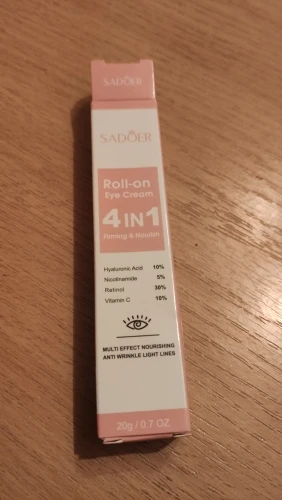 SADOER
SADOER
Roll-on
Eye Cream
4 IN 1
Firming & Nourish
Hyaluronic Acid 10%
Nicotinamide 5%
Retinol 30%
Vitamin C 10%
MULTI EFFECT NOURISHING
ANTI WRINKLE LIGHT LINES
20g / 0.7 OZ